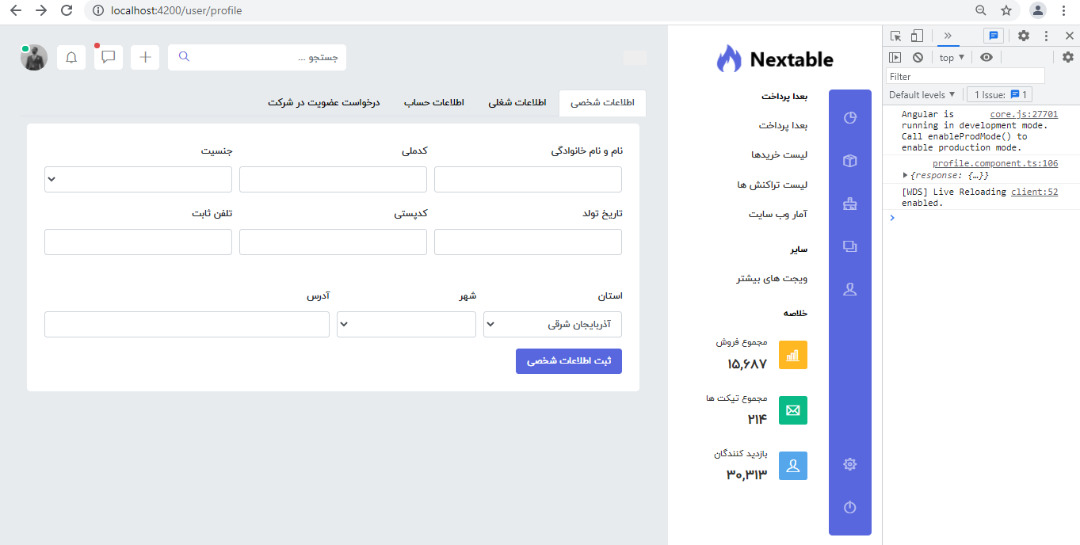 localhost:4200/user/profile
Nextable
جستجو ...
اطلاعات شخصی
اطلاعات شغلی
اطلاعات حساب
درخواست عضویت در شرکت
نام و نام خانوادگی
کدملی
جنسیت
تاریخ تولد
کدپستی
تلفن ثابت
استان
شهر
آدرس
آذربایجان شرقی
ثبت اطلاعات شخصی
بعدا پرداخت
بعدا پرداخت
لیست خریدها
لیست تراکنش ها
آمار وب سایت
سایر
ویجت های بیشتر
خلاصه
مجموع فروش
۱۵,۶۸۷
مجموع تیکت ها
۲۱۴
بازدید کنندگان
۳۰,۳۱۳
top
Filter
Default levels
1 Issue: 1
Angular is core.js:27701
running in development mode.
Call enableProdMode() to
enable production mode.
profile.component.ts:106
{response: {…}}
[WDS] Live Reloading client:52
enabled.